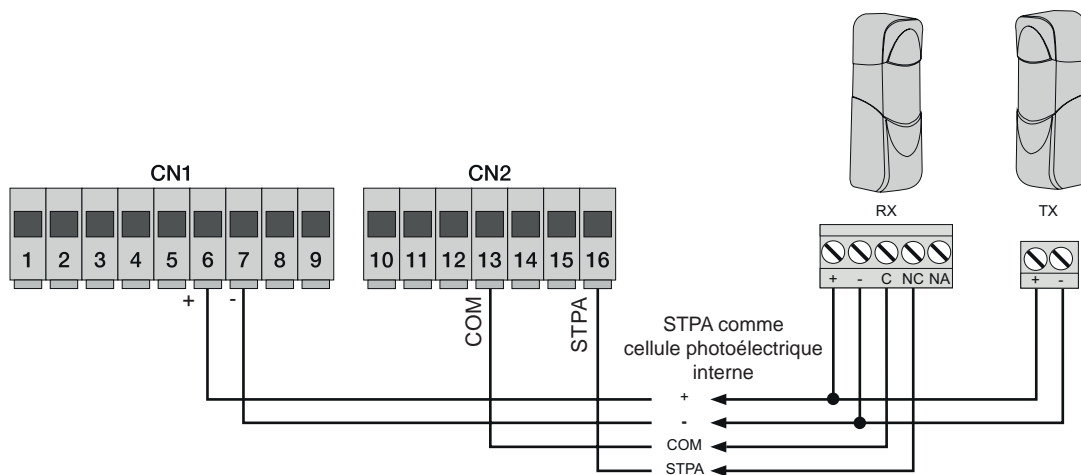 CN1
1 2 3 4 5 6 7 8 9
+ -
CN2
10 11 12 13 14 15 16
COM
STPA
RX
+ - C NC NA
TX
+ -
STPA comme
cellule photoélectrique
interne
+
-
COM
STPA